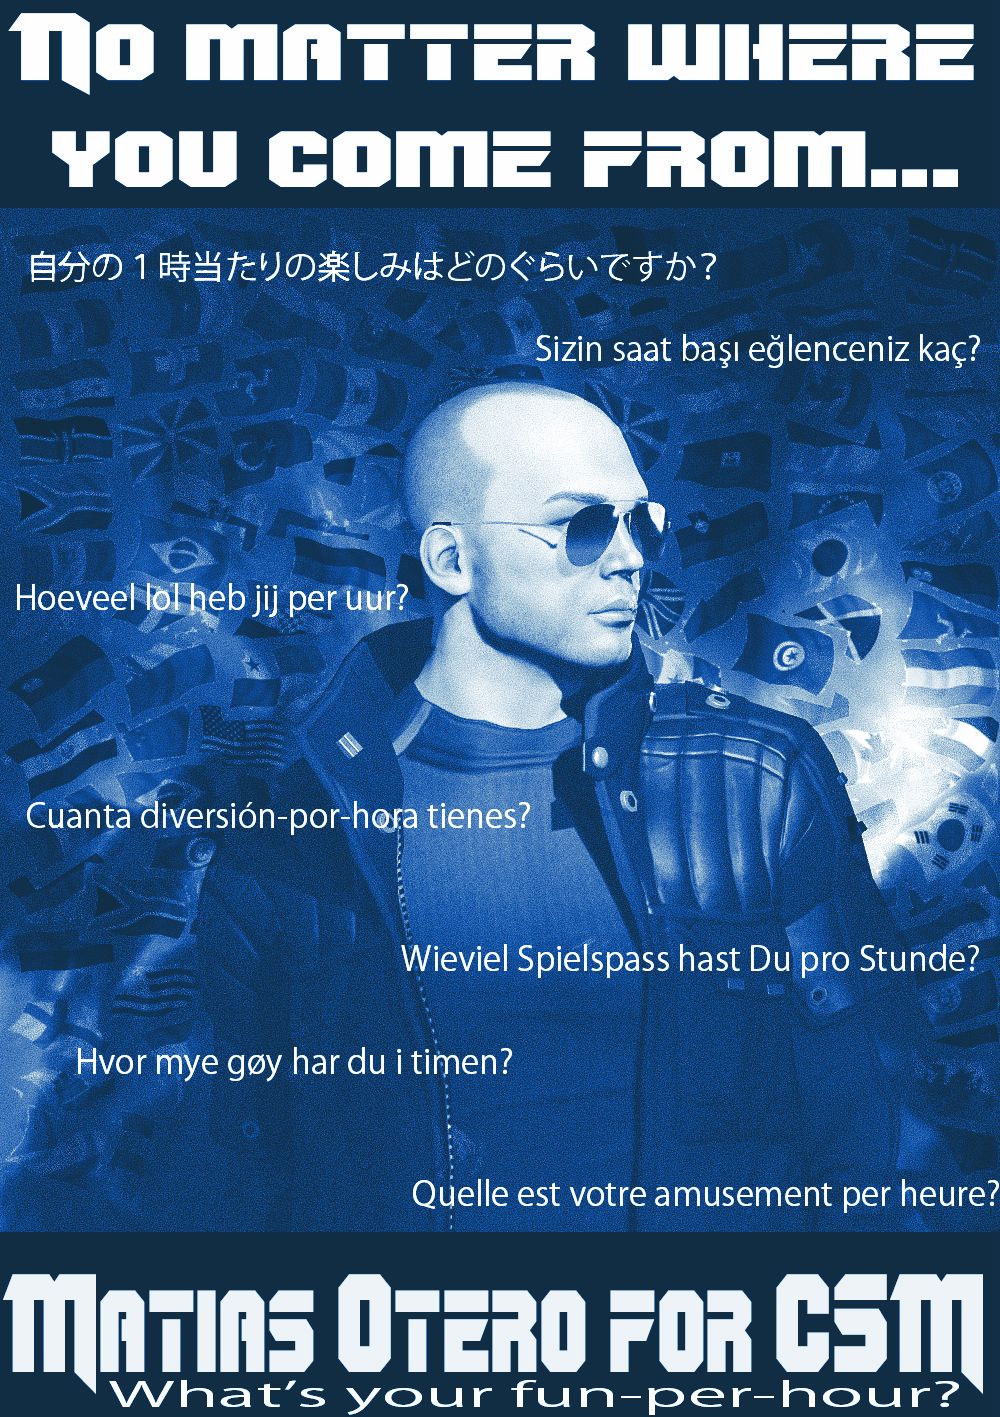 No matter where
you come from...
自分の1時当たりの楽しみはどのぐらいですか？
Sizin saat başı eğlenceniz kaç?
Hoeveel lol heb jij per uur?
Cuanta diversión-por-hora tienes?
Wieviel Spielspass hast Du pro Stunde?
Hvor mye gøy har du i timen?
Quelle est votre amusement per heure?
Matias Otero for CSM
What's your fun-per-hour?